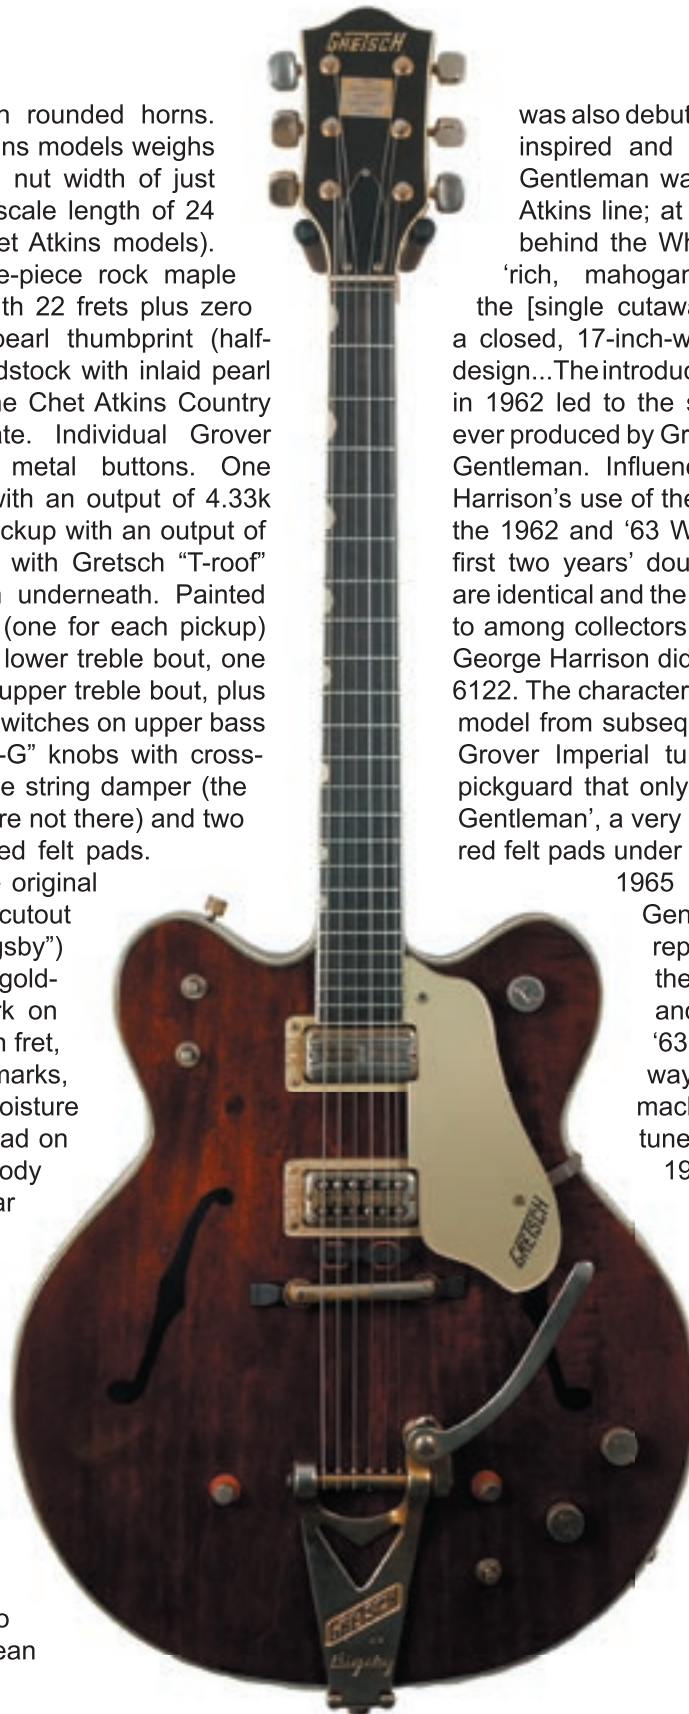 GRETSCH
n rounded horns.
ns models weighs
nut width of just
scale length of 24
et Atkins models).
e-piece rock maple
th 22 frets plus zero
pearl thumbprint (half-
dstock with inlaid pearl
ne Chet Atkins Country
ate. Individual Grover
metal buttons. One
with an output of 4.33k
ckup with an output of
with Gretsch “T-roof”
n underneath. Painted
(one for each pickup)
lower treble bout, one
upper treble bout, plus
witches on upper bass
-G” knobs with cross-
e string damper (the
re not there) and two
ed felt pads.
original
cutout
gsby”)
gold-
rk on
n fret,
marks,
oisture
ad on
ody
ar
o
ean
was also debut
inspired and
Gentleman wa
Atkins line; at
behind the Wh
‘rich, mahogar
the [single cutawa
a closed, 17-inch-w
design...The introduc
in 1962 led to the s
ever produced by Gr
Gentleman. Influenc
Harrison’s use of the
the 1962 and ‘63 W
first two years’ dou
are identical and the
to among collectors
George Harrison did
6122. The character
model from subseq
Grover Imperial tu
pickguard that only
Gentleman’, a very
red felt pads under
1965
Gen
rep
the
and
‘63
way
mach
tune
19
GRETSCH
GRETSCH
BY
Bigsby